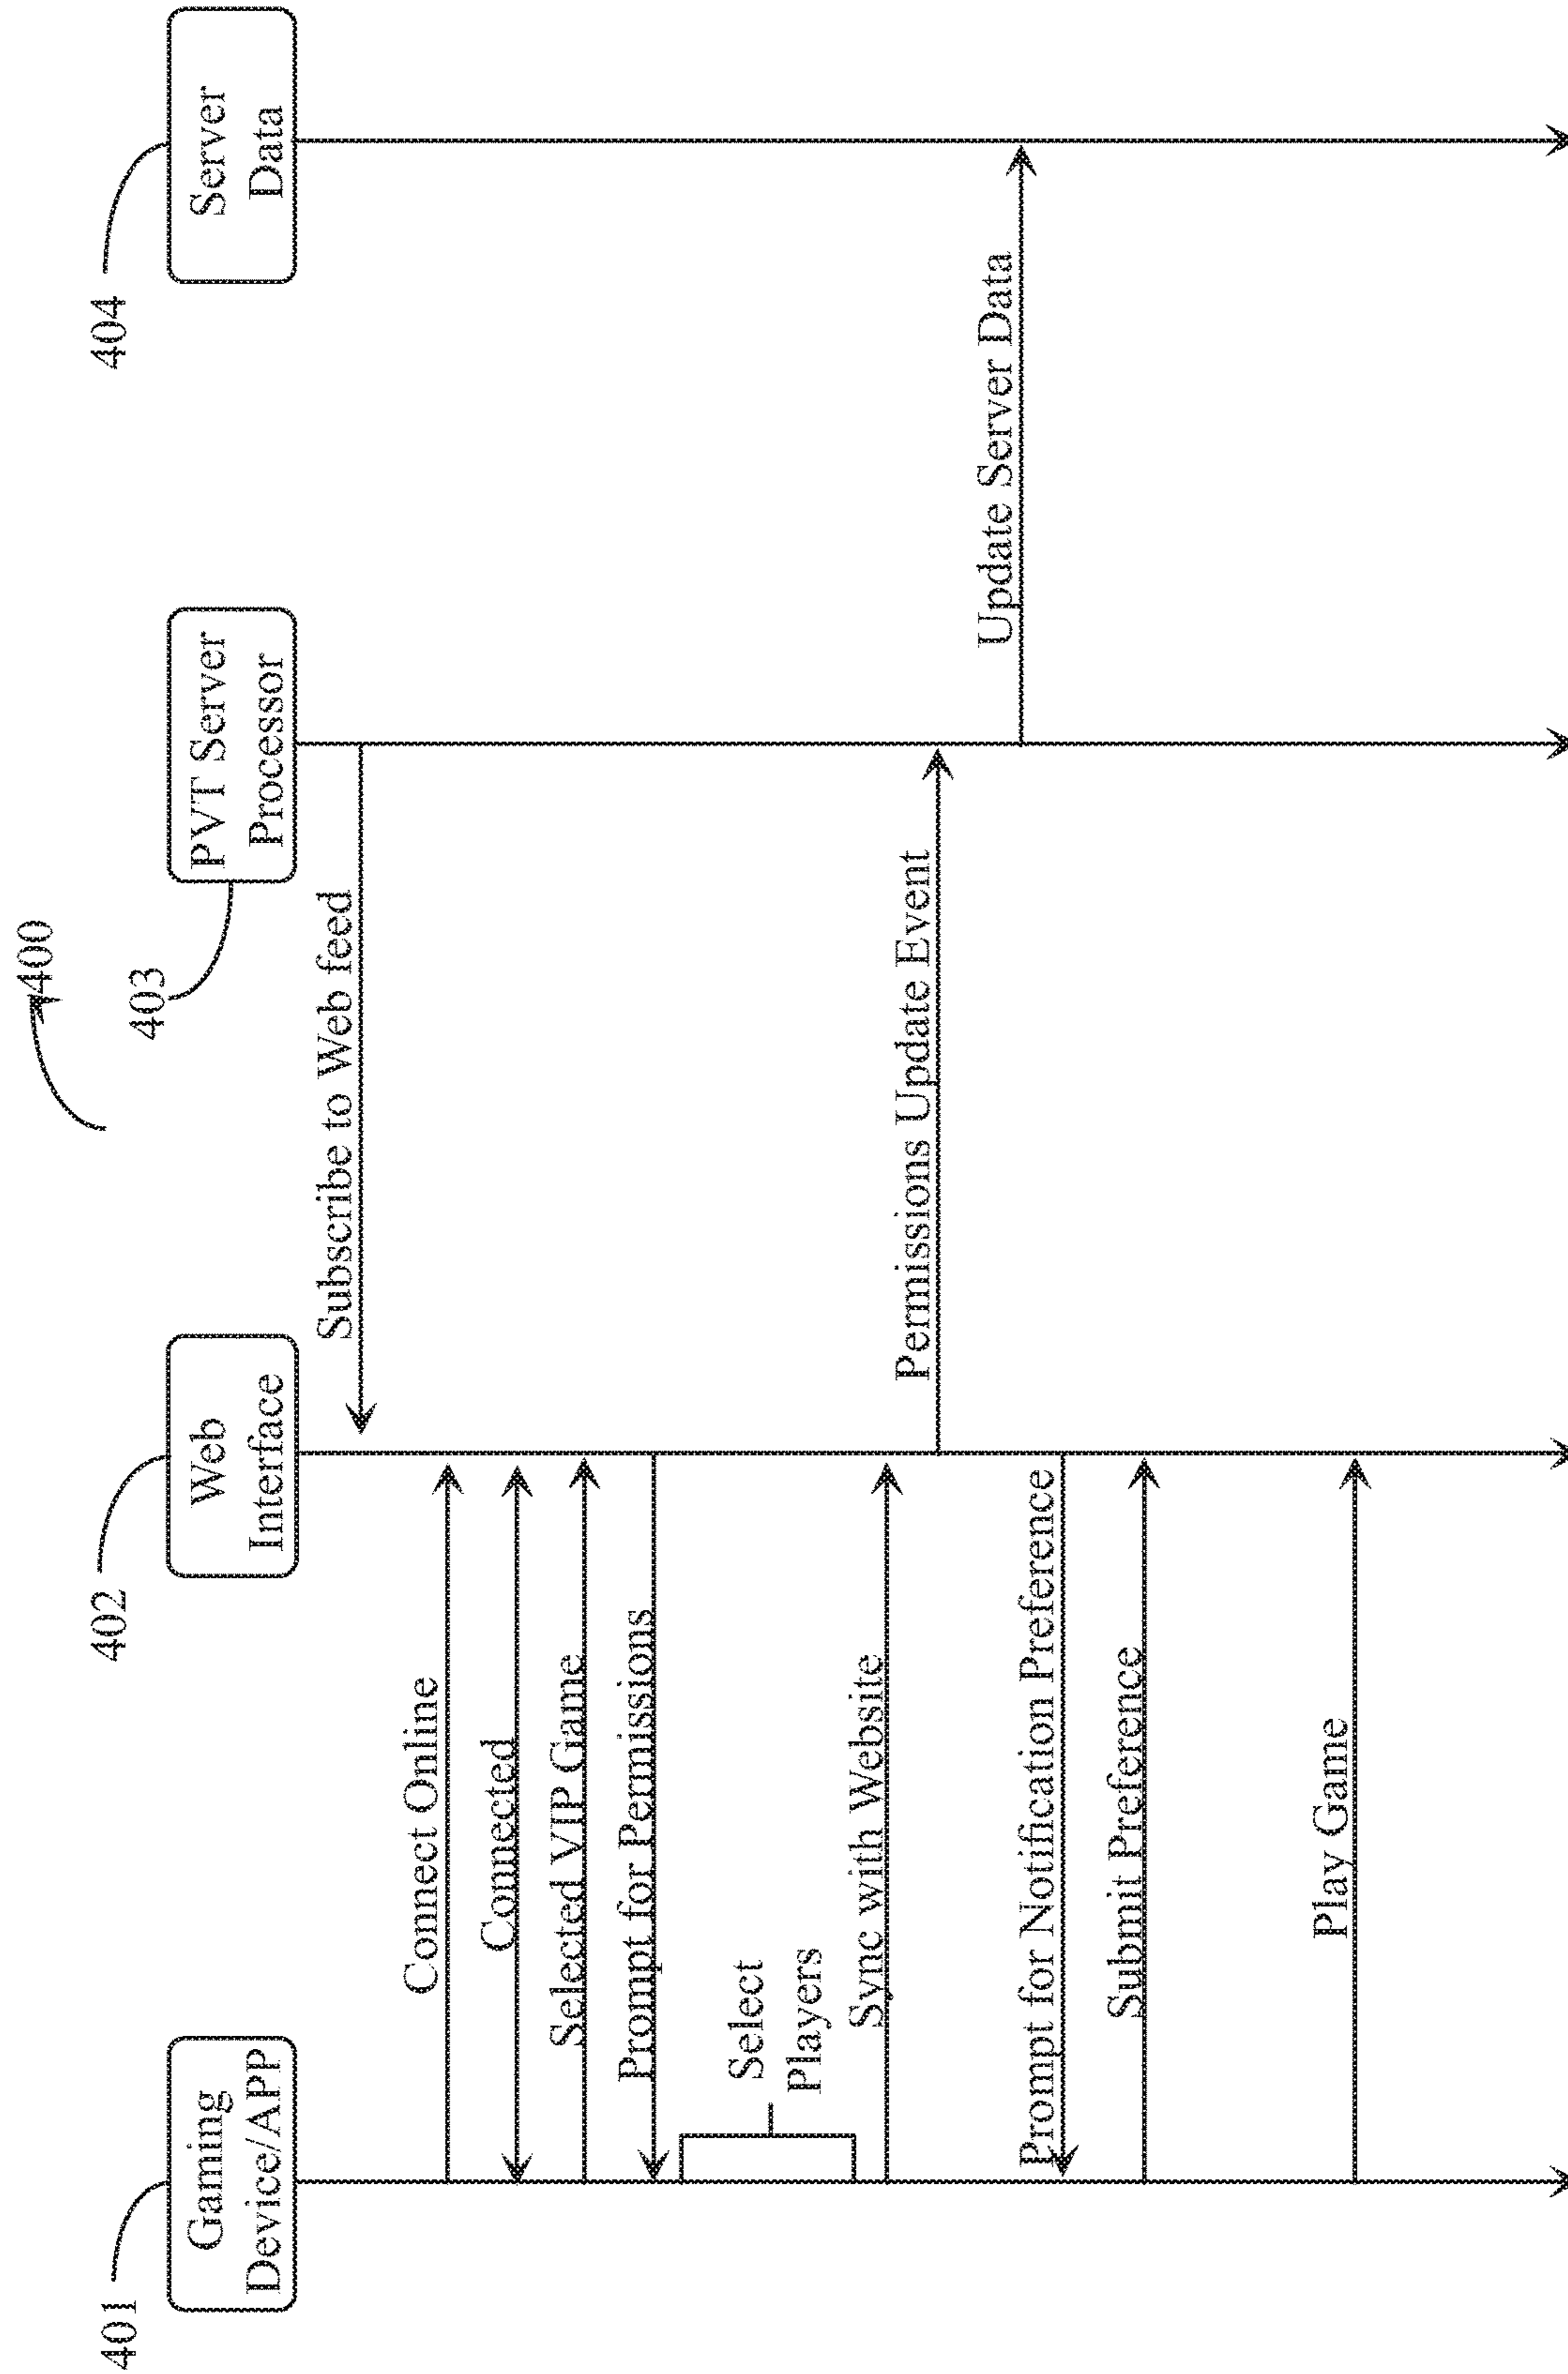 400
401
Gaming
Device/APP
402
Web
Interface
403
PVT Server
Processor
404
Server
Data
Subscribe to Web feed
Connect Online
Connected
Selected VIP Game
Prompt for Permissions
Select
Players
Sync with Website
Permissions Update Event
Update Server Data
Prompt for Notification Preference
Submit Preference
Play Game